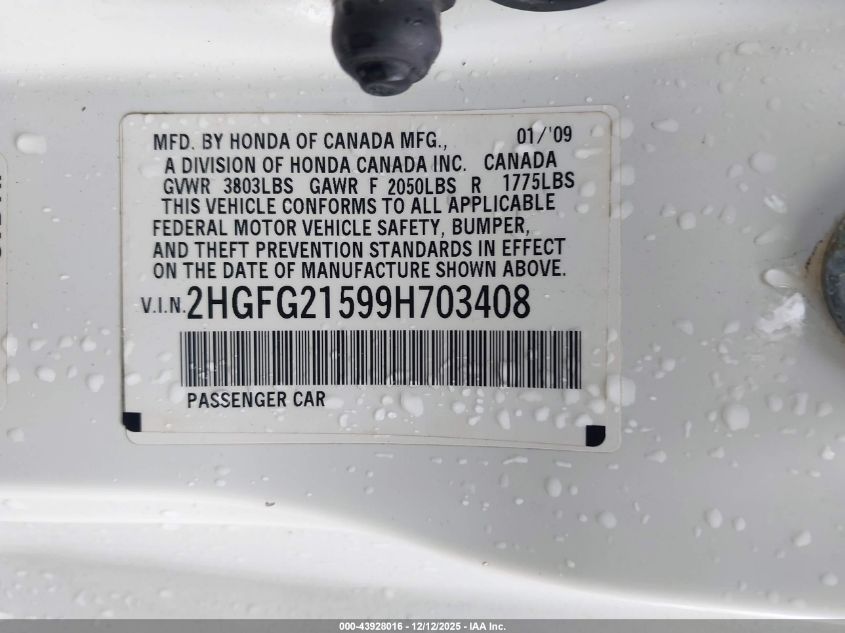 MFD. BY HONDA OF CANADA MFG., 01/'09
A DIVISION OF HONDA CANADA INC. CANADA
GVWR 3803LBS GAWR F 2050LBS R 1775LBS
THIS VEHICLE CONFORMS TO ALL APPLICABLE
FEDERAL MOTOR VEHICLE SAFETY, BUMPER,
AND THEFT PREVENTION STANDARDS IN EFFECT
ON THE DATE OF MANUFACTURE SHOWN ABOVE.
V.I.N. 2HGFG21599H703408
PASSENGER CAR
000-43928016 - 12/12/2025 - IAA Inc.